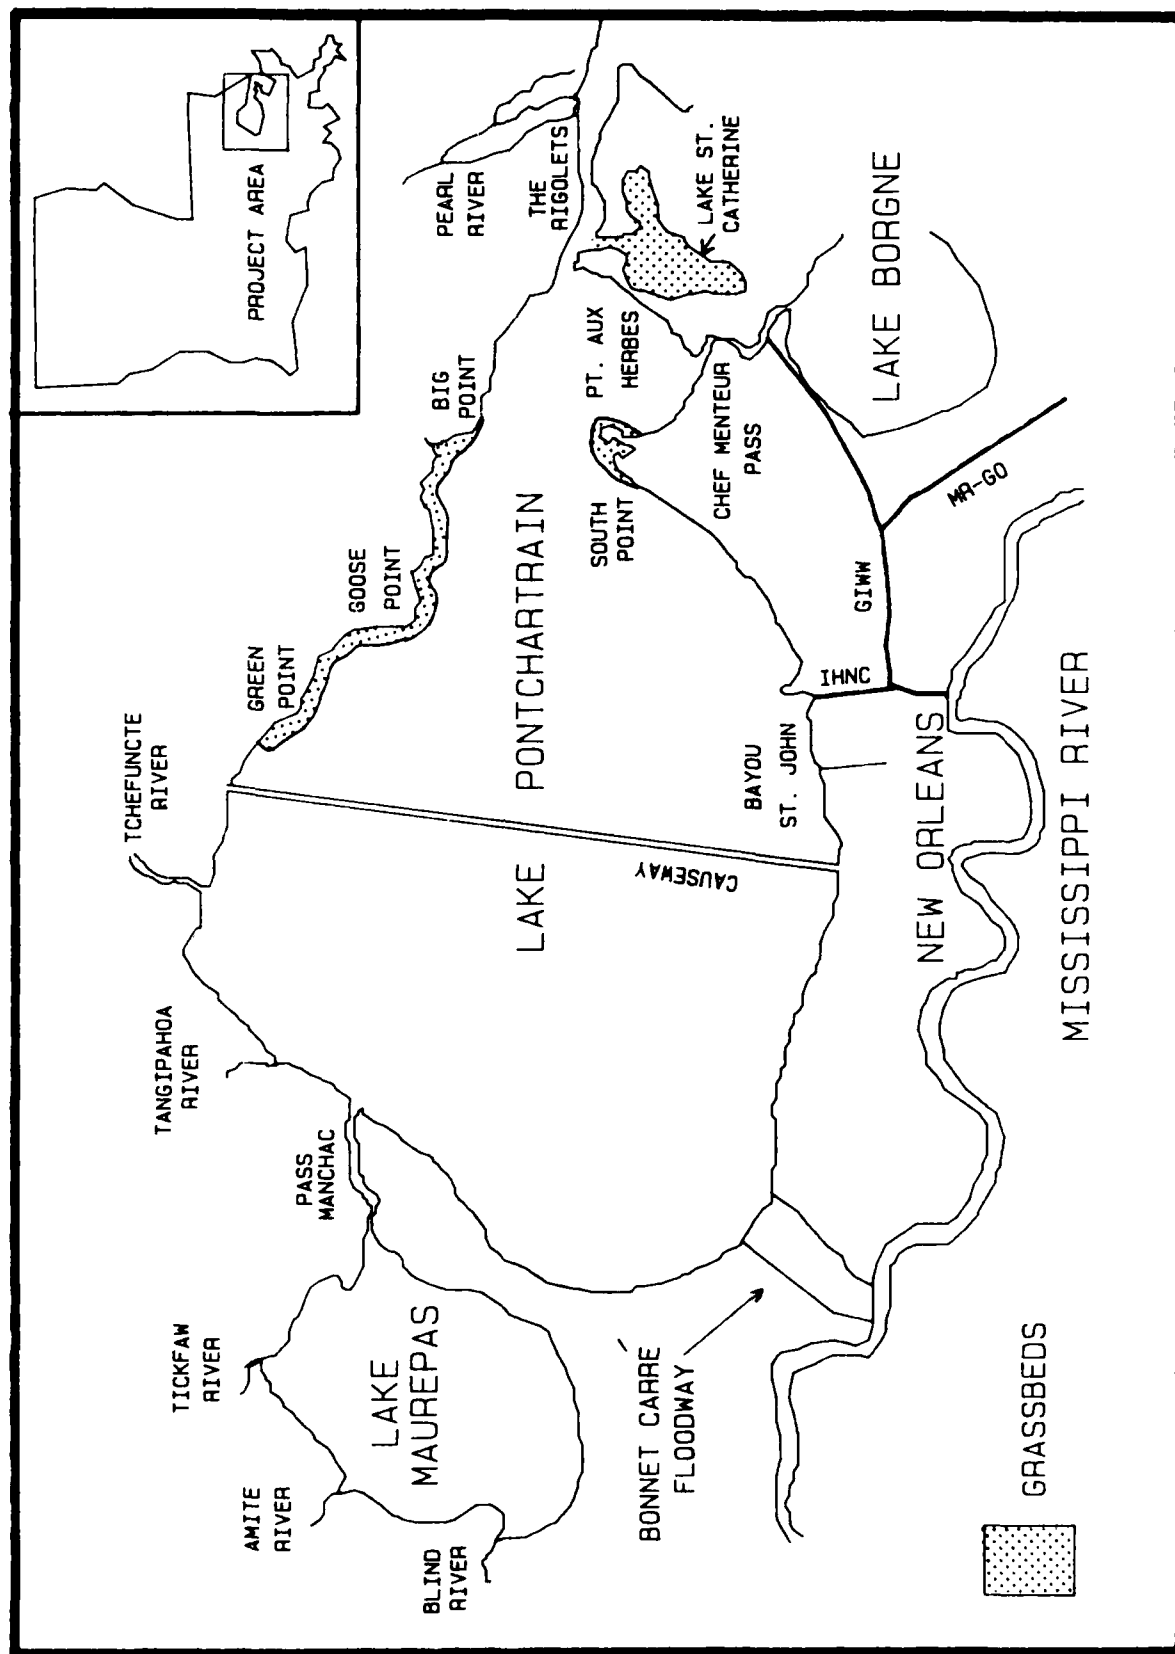 PROJECT AREA
PEARL
RIVER
THE
RIGOLETS
LAKE ST.
CATHERINE
LAKE BORGNE
PT. AUX
HERBES
BIG
POINT
CHEF MENTEUR
PASS
SOUTH
POINT
MR-GO
GIWW
IHNC
GOOSE
POINT
GREEN
POINT
LAKE PONTCHARTRAIN
BAYOU
ST. JOHN
NEW ORLEANS
MISSISSIPPI RIVER
CAUSEWAY
TCHEFUNCTE
RIVER
TANGIPAHOA
RIVER
PASS
MANCHAC
TICKFAW
RIVER
LAKE
MAUREPAS
AMITE
RIVER
BLIND
RIVER
BONNET CARRE
FLOODWAY
GRASSBEDS